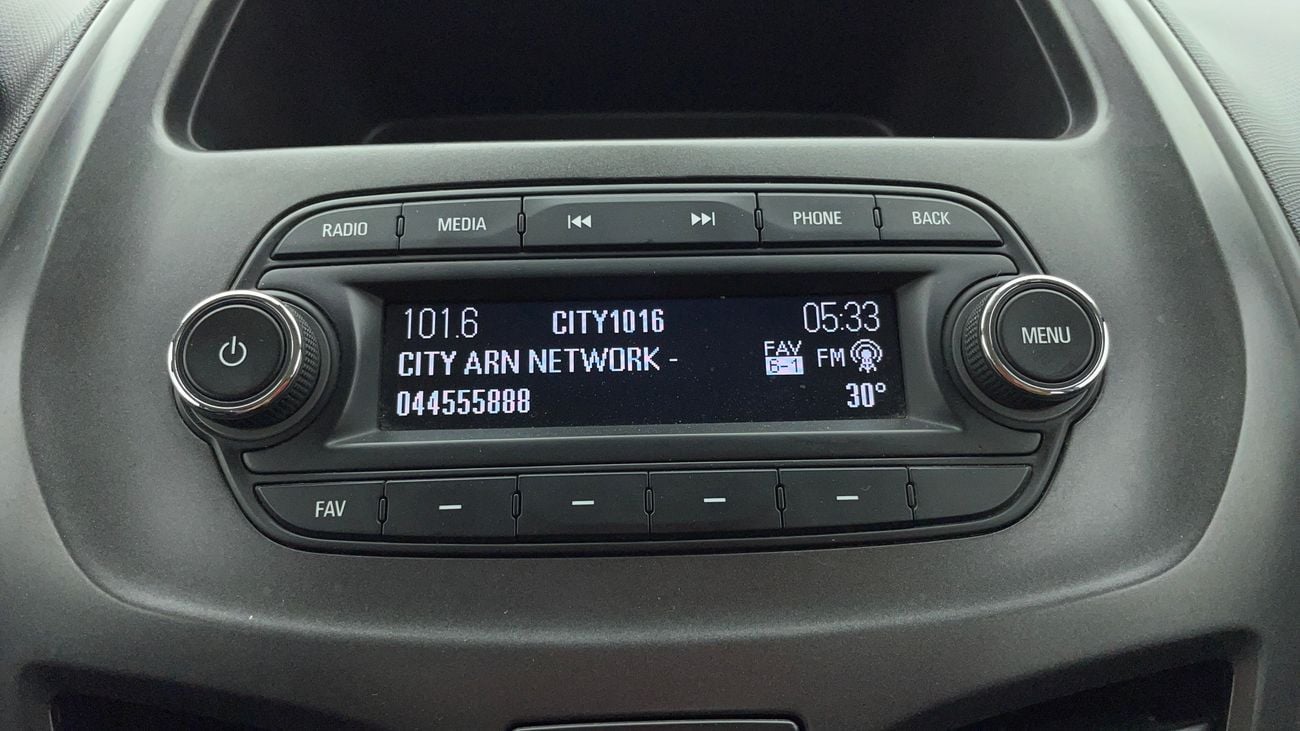 RADIO MEDIA PHONE BACK
101.6 CITY1016 05:33
CITY ARN NETWORK - FAV 6-1 FM
044555888 30°
MENU
FAV